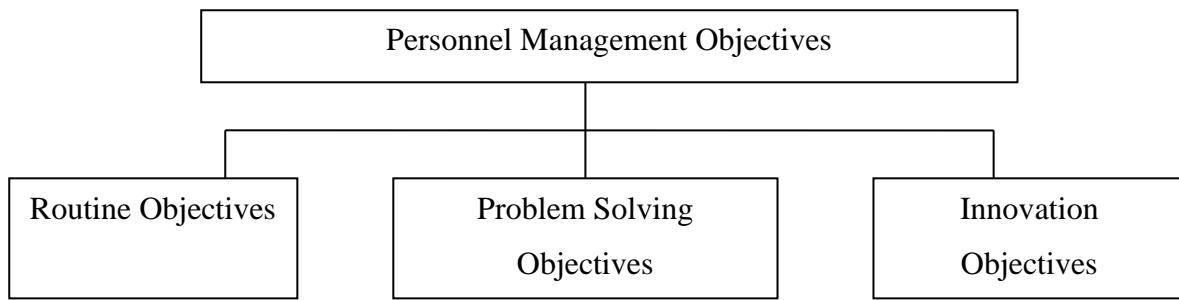 Personnel Management Objectives
Routine Objectives
Problem Solving
Objectives
Innovation
Objectives